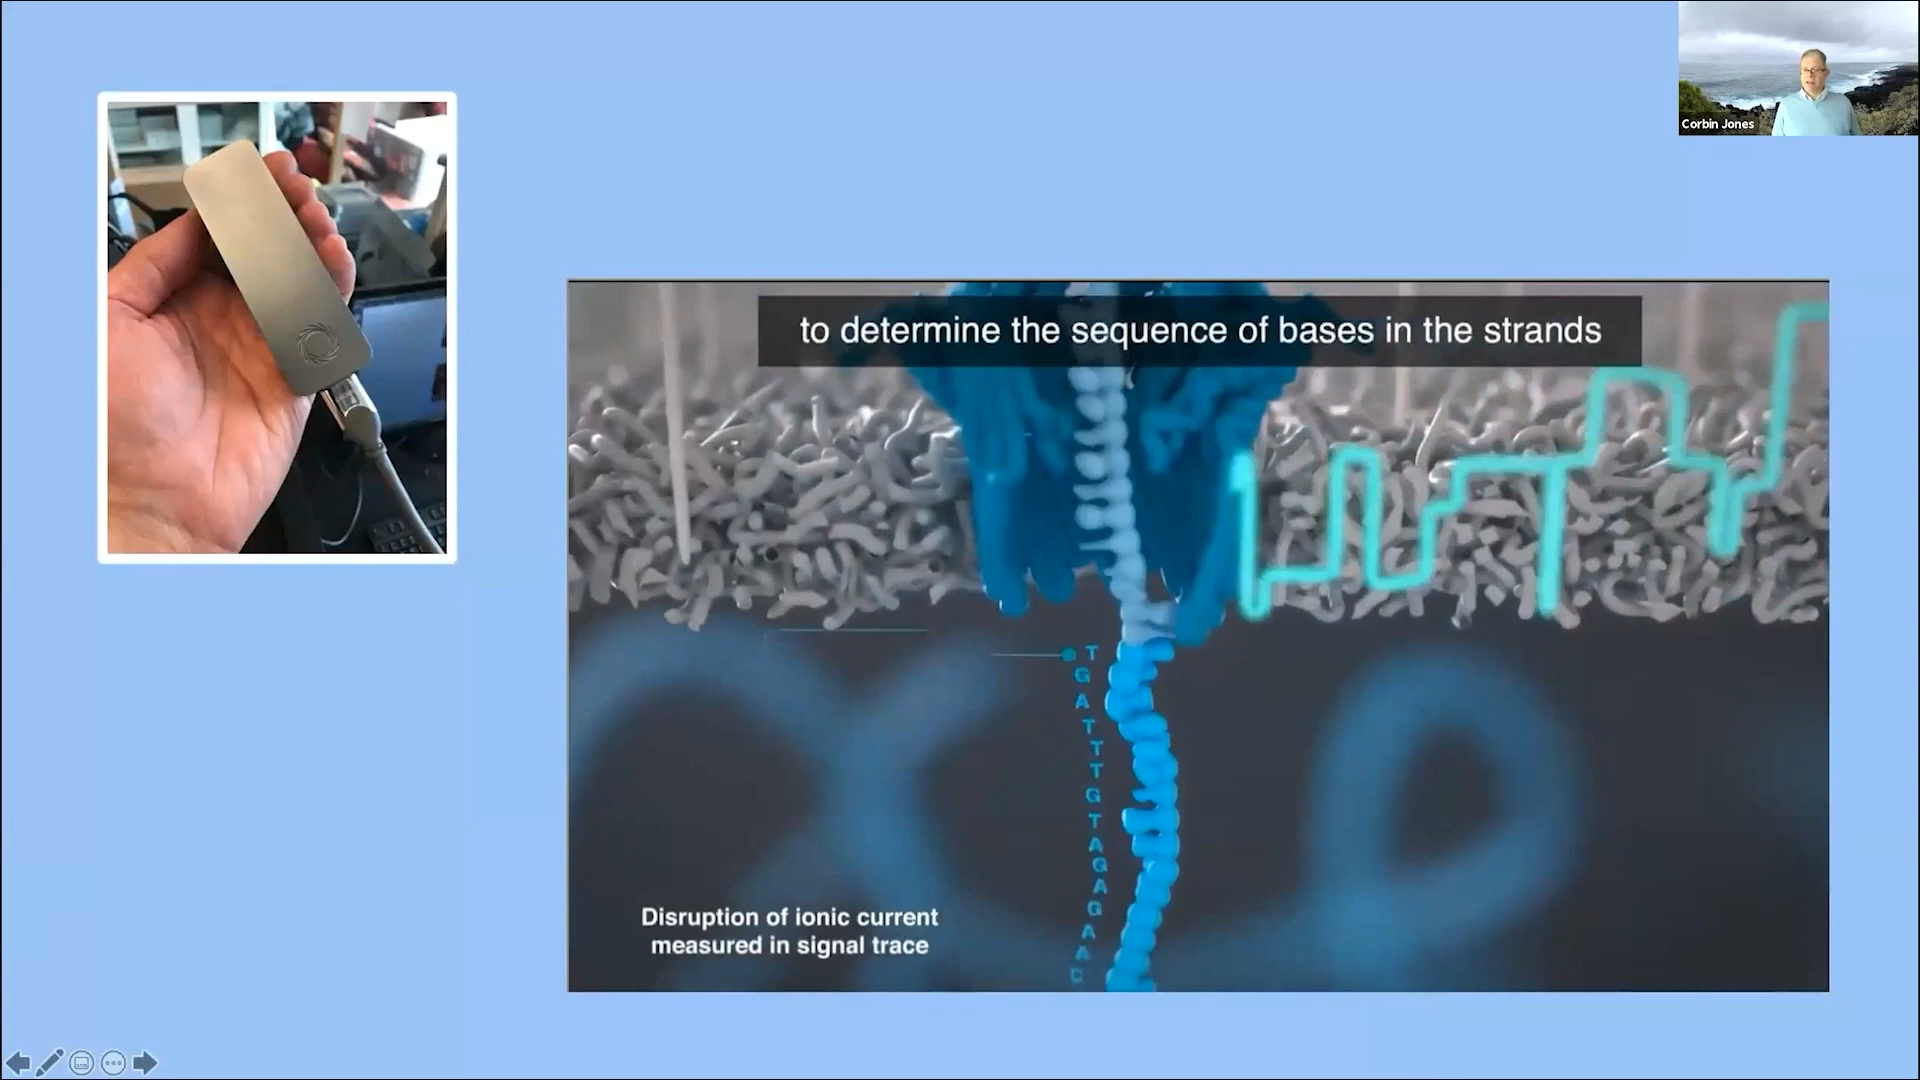 Corbin Jones
to determine the sequence of bases in the strands
T
G
A
T
T
T
G
T
A
G
A
G
A
A
C
Disruption of ionic current
measured in signal trace